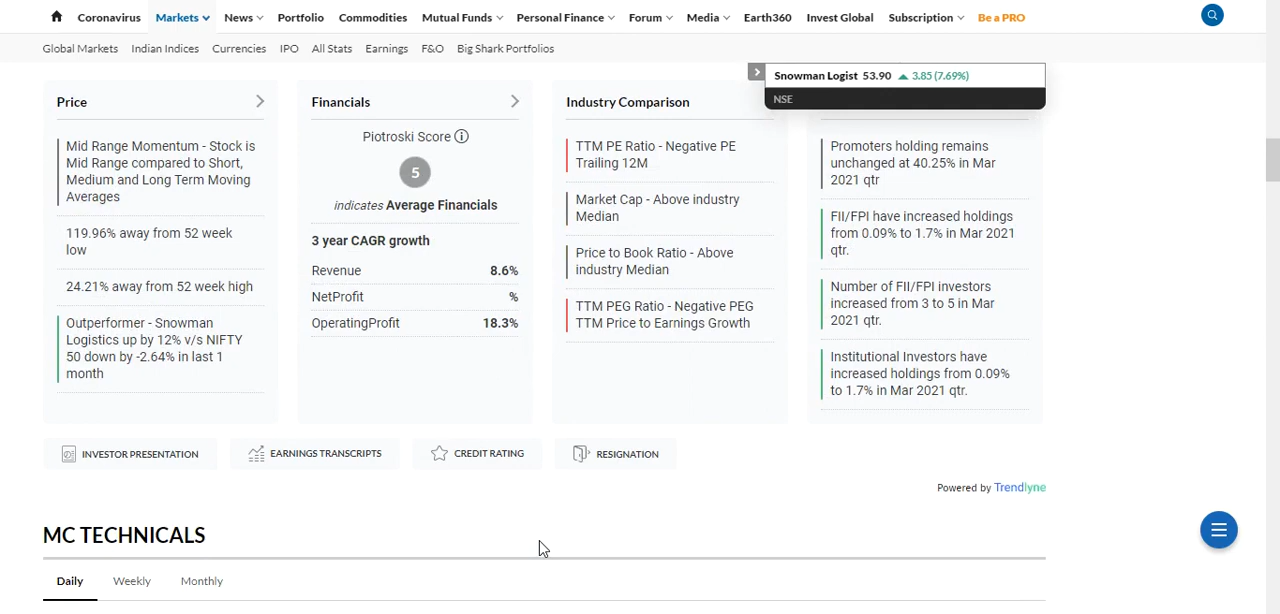 Coronavirus Markets News Portfolio Commodities Mutual Funds Personal Finance Forum Media Earth360 Invest Global Subscription Be a PRO
Global Markets Indian Indices Currencies IPO All Stats Earnings F&O Big Shark Portfolios
Snowman Logist 53.90 3.85 (7.69%)
NSE
Price
Mid Range Momentum - Stock is
Mid Range compared to Short,
Medium and Long Term Moving
Averages
119.96% away from 52 week
low
24.21% away from 52 week high
Outperformer - Snowman
Logistics up by 12% v/s NIFTY
50 down by -2.64% in last 1
month
Financials
Piotroski Score
5
indicates Average Financials
3 year CAGR growth
Revenue 8.6%
NetProfit %
OperatingProfit 18.3%
Industry Comparison
TTM PE Ratio - Negative PE
Trailing 12M
Market Cap - Above industry
Median
Price to Book Ratio - Above
industry Median
TTM PEG Ratio - Negative PEG
TTM Price to Earnings Growth
Promoters holding remains
unchanged at 40.25% in Mar
2021 qtr
FII/FPI have increased holdings
from 0.09% to 1.7% in Mar 2021
qtr.
Number of FII/FPI investors
increased from 3 to 5 in Mar
2021 qtr.
Institutional Investors have
increased holdings from 0.09%
to 1.7% in Mar 2021 qtr.
INVESTOR PRESENTATION EARNINGS TRANSCRIPTS CREDIT RATING RESIGNATION
Powered by Trendlyne
MC TECHNICALS
Daily Weekly Monthly